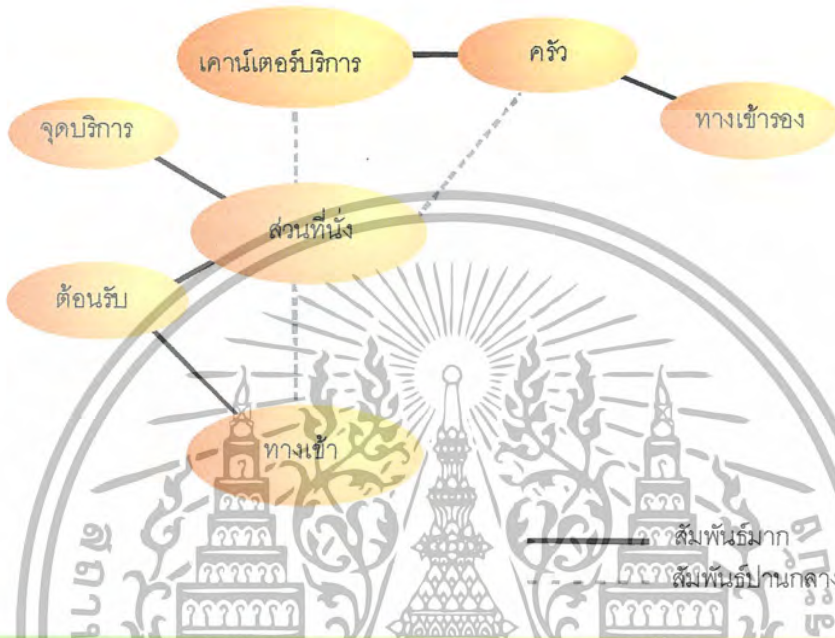 เคาน์เตอร์บริการ
ครัว
ทางเข้ารอง
จุดบริการ
ส่วนที่นั่ง
ต้อนรับ
ทางเข้า
สัมพันธ์มาก
สัมพันธ์ปานกลาง